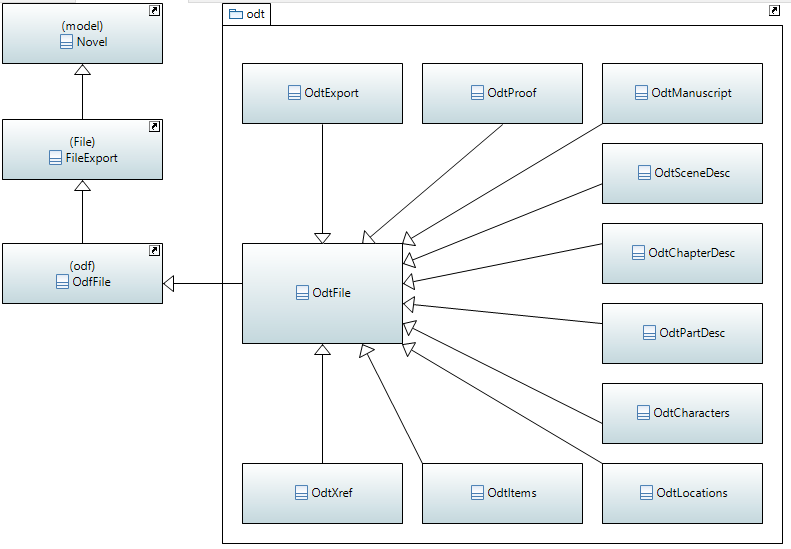 (model)
Novel
(File)
FileExport
(odf)
OdfFile
odt
OdtExport
OdtProof
OdtManuscript
OdtSceneDesc
OdtChapterDesc
OdtFile
OdtPartDesc
OdtCharacters
OdtXref
OdtItems
OdtLocations